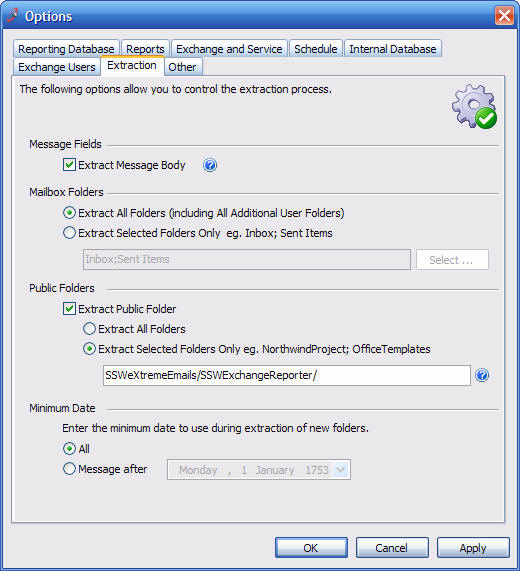 Options
Reporting Database Reports Exchange and Service Schedule Internal Database
Exchange Users Extraction Other
The following options allow you to control the extraction process.
Message Fields
Extract Message Body ?
Mailbox Folders
Extract All Folders (including All Additional User Folders)
Extract Selected Folders Only eg. Inbox; Sent Items
Inbox;Sent Items Select ...
Public Folders
Extract Public Folder
Extract All Folders
Extract Selected Folders Only eg. NorthwindProject; OfficeTemplates
SSWeXtremeEmails/SSWExchangeReporter/ ?
Minimum Date
Enter the minimum date to use during extraction of new folders.
All
Message after Monday , 1 January 1753
OK Cancel Apply